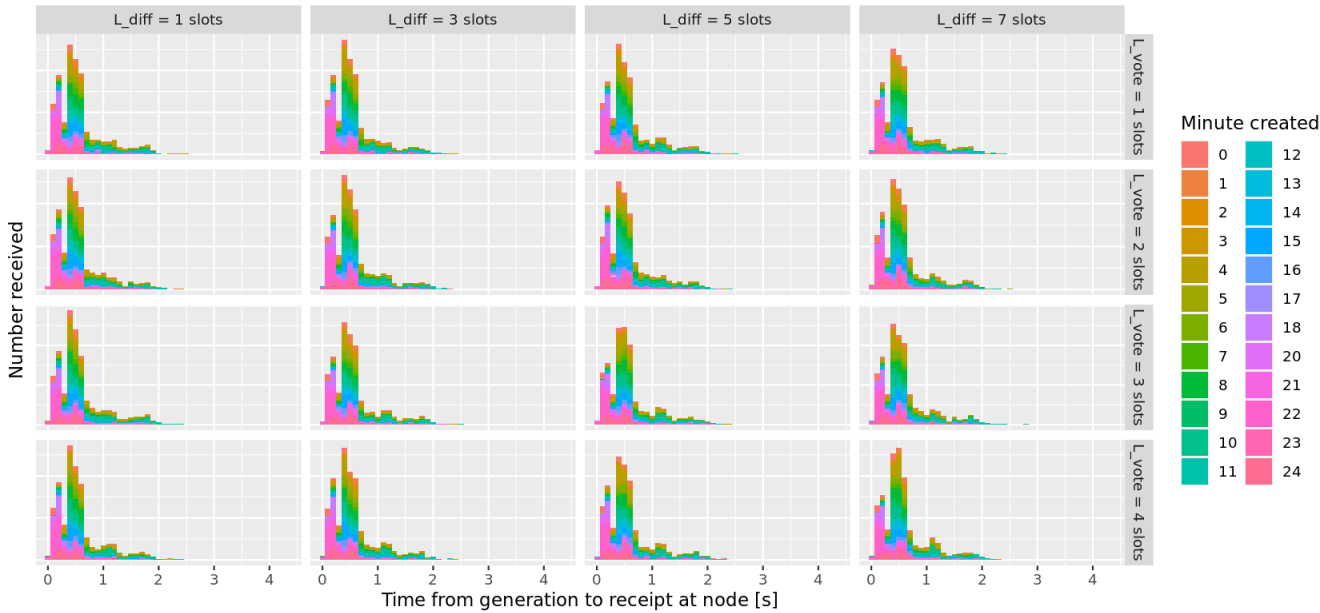 L_diff = 1 slots L_diff = 3 slots L_diff = 5 slots L_diff = 7 slots
L_vote = 1 slots
L_vote = 2 slots
L_vote = 3 slots
L_vote = 4 slots
Number received
0 1 2 3 4 0 1 2 3 4 0 1 2 3 4 0 1 2 3 4
Time from generation to receipt at node [s]
Minute created
0 12
1 13
2 14
3 15
4 16
5 17
6 18
7 20
8 21
9 22
10 23
11 24